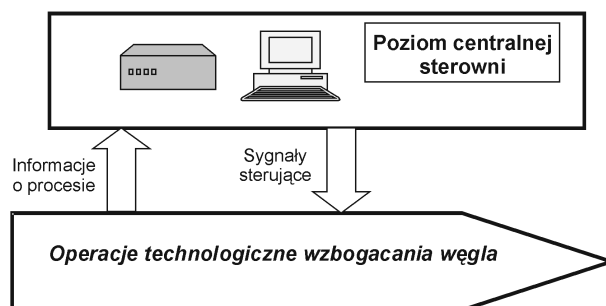 Poziom centralnej
sterowni
Informacje
o procesie
Sygnały
sterujące
Operacje technologiczne wzbogacania węgla